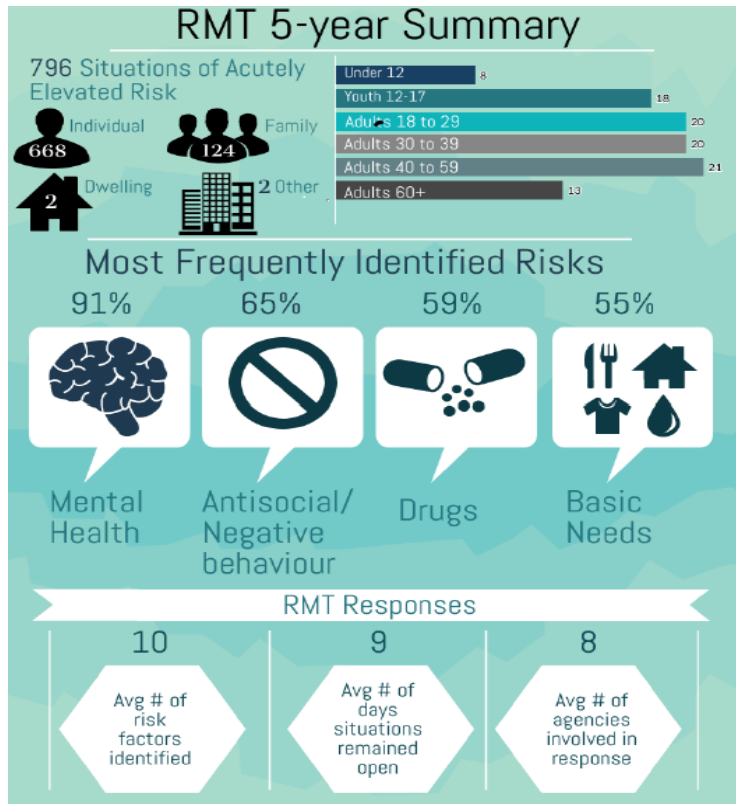 RMT 5-year Summary
796 Situations of Acutely
Elevated Risk
Individual
668
Family
124
Dwelling
2
2 Other
Under 12
8
Youth 12-17
18
Adults 18 to 29
20
Adults 30 to 39
20
Adults 40 to 59
21
Adults 60+
13
Most Frequently Identified Risks
91%
65%
59%
55%
Mental
Health
Antisocial/
Negative
behaviour
Drugs
Basic
Needs
RMT Responses
10
Avg # of
risk
factors
identified
9
Avg # of
days
situations
remained
open
8
Avg # of
agencies
involved in
response